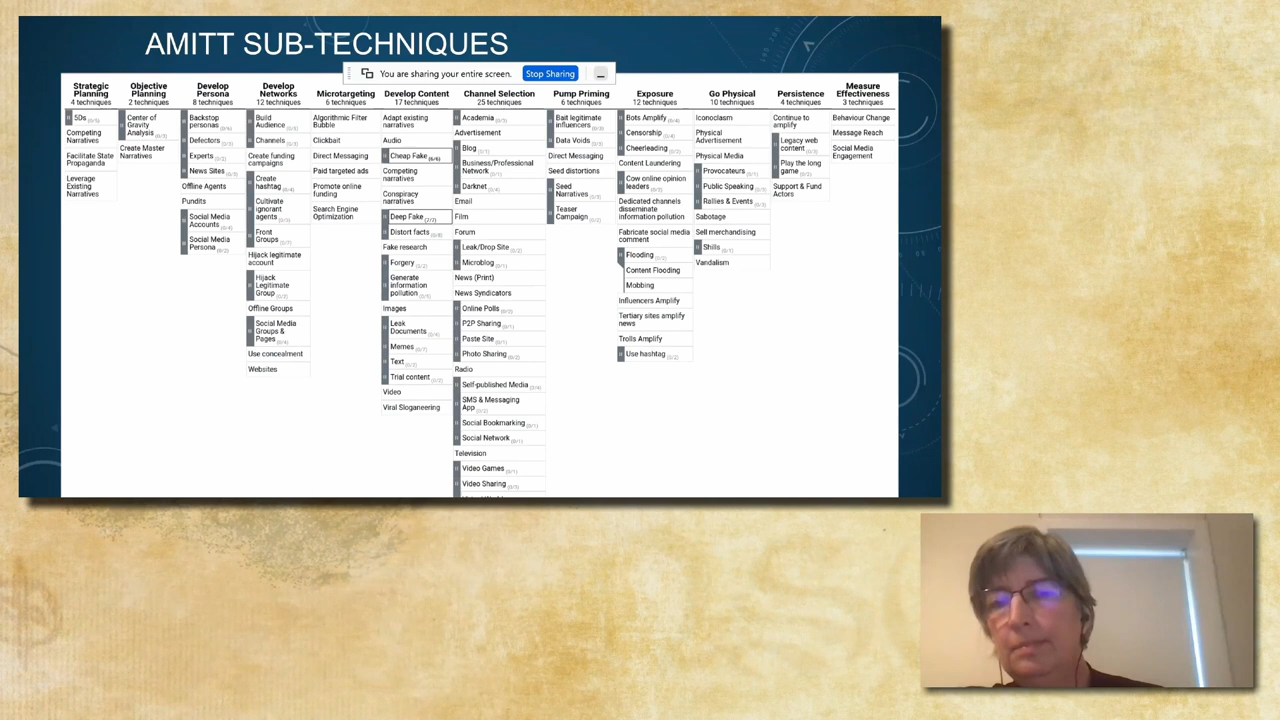 AMITT SUB-TECHNIQUES
You are sharing your entire screen.
Stop Sharing
Strategic
Planning
4 techniques
5Ds (0/5)
Competing
Narratives
Facilitate State
Propaganda
Leverage
Existing
Narratives
Objective
Planning
2 techniques
Center of
Gravity
Analysis
Create Master
Narratives
Develop
Persona
8 techniques
Backstop
personas
Defectors
Experts
News Sites
Offline Agents
Pundits
Social Media
Accounts
Social Media
Persona
Develop
Networks
12 techniques
Build
Audience
Channels
Create funding
campaigns
Create
hashtag
Cultivate
ignorant
agents
Front
Groups
Hijack legitimate
account
Hijack
Legitimate
Group
Offline Groups
Social Media
Groups &
Pages
Use concealment
Websites
Microtargeting
6 techniques
Algorithmic Filter
Bubble
Clickbait
Direct Messaging
Paid targeted ads
Promote online
funding
Search Engine
Optimization
Develop Content
17 techniques
Adapt existing
narratives
Audio
Cheap Fake (6/6)
Competing
narratives
Conspiracy
narratives
Deep Fake (2/2)
Distort facts
Fake research
Forgery
Generate
information
pollution
Images
Leak
Documents
Memes
Text
Trial content
Video
Viral Sloganeering
Channel Selection
25 techniques
Academia
Advertisement
Blog
Business/Professional
Network
Darknet
Email
Film
Forum
Leak/Drop Site
Microblog
News (Print)
News Syndicators
Online Polls
P2P Sharing
Paste Site
Photo Sharing
Radio
Self-published Media
SMS & Messaging
App
Social Bookmarking
Social Network
Television
Video Games
Video Sharing
Pump Priming
6 techniques
Bait legitimate
influencers
Data Voids
Direct Messaging
Seed distortions
Seed
Narratives
Teaser
Campaign
Exposure
12 techniques
Bots Amplify
Censorship
Cheerleading
Content Laundering
Cow online opinion
leaders
Dedicated channels
disseminate
information pollution
Fabricate social media
comment
Flooding
Content Flooding
Mobbing
Influencers Amplify
Tertiary sites amplify
news
Trolls Amplify
Use hashtag
Go Physical
10 techniques
Iconoclasm
Physical
Advertisement
Physical Media
Provocateurs
Public Speaking
Rallies & Events
Sabotage
Sell merchandising
Shills
Vandalism
Persistence
4 techniques
Continue to
amplify
Legacy web
content
Play the long
game
Support & Fund
Actors
Measure
Effectiveness
3 techniques
Behaviour Change
Message Reach
Social Media
Engagement